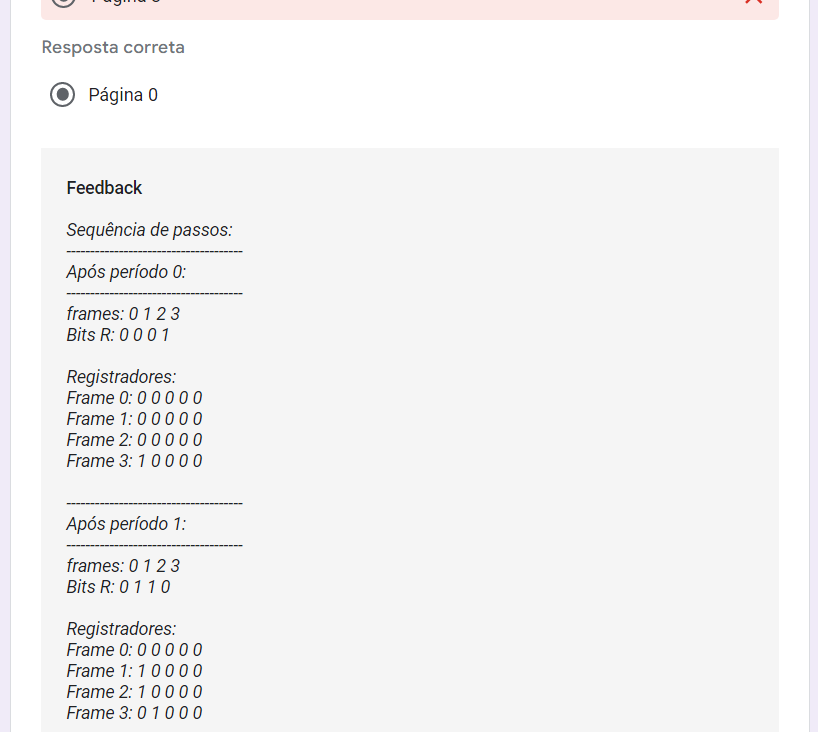 Resposta correta
Página 0
Feedback
Sequência de passos:
-------------------------------------
Após período 0:
-------------------------------------
frames: 0 1 2 3
Bits R: 0 0 0 1
Registradores:
Frame 0: 0 0 0 0 0
Frame 1: 0 0 0 0 0
Frame 2: 0 0 0 0 0
Frame 3: 1 0 0 0 0
-------------------------------------
Após período 1:
-------------------------------------
frames: 0 1 2 3
Bits R: 0 1 1 0
Registradores:
Frame 0: 0 0 0 0 0
Frame 1: 1 0 0 0 0
Frame 2: 1 0 0 0 0
Frame 3: 0 1 0 0 0